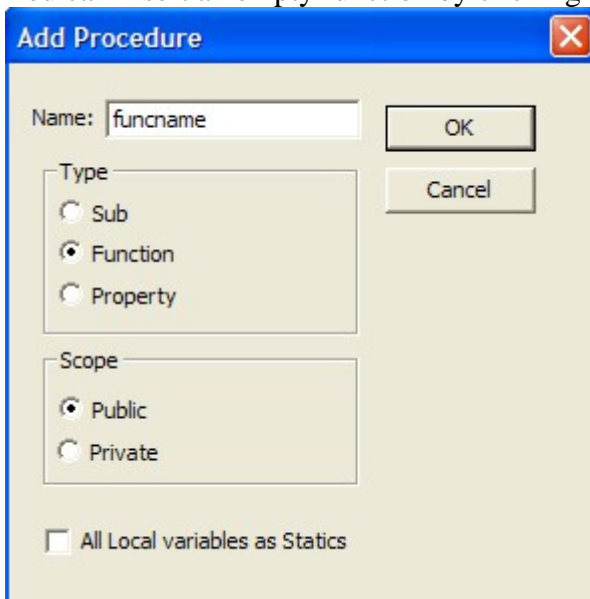 Add Procedure
Name: funcname
OK
Type
Cancel
Sub
Function
Property
Scope
Public
Private
All Local variables as Statics